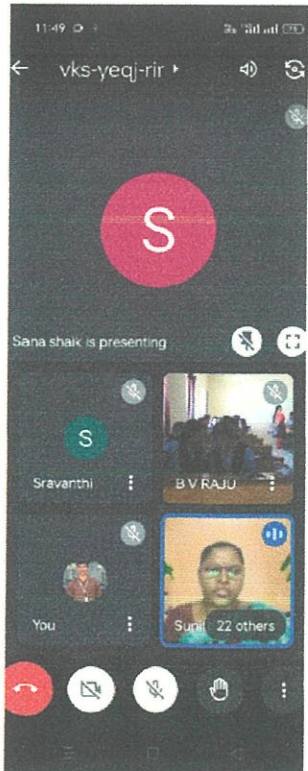 11:49
vks-yeqj-rir
S
Sana shaik is presenting
S
Sravanthi
B V RAJU
You
22 others